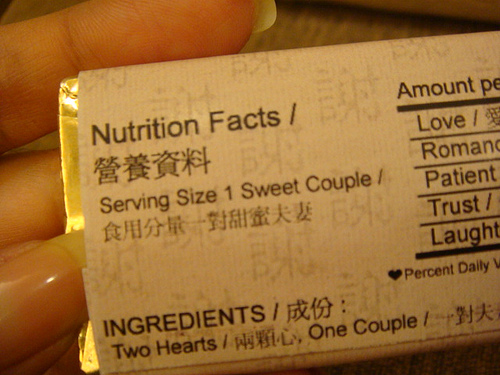 Nutrition Facts /
營養資料
Serving Size 1 Sweet Couple /
食用分量一對甜蜜夫妻
INGREDIENTS / 成份：
Two Hearts / 兩顆心, One Couple / 一對夫
Amount pe
Love / 愛
Romanc
Patient
Trust /
Laught
♥Percent Daily V